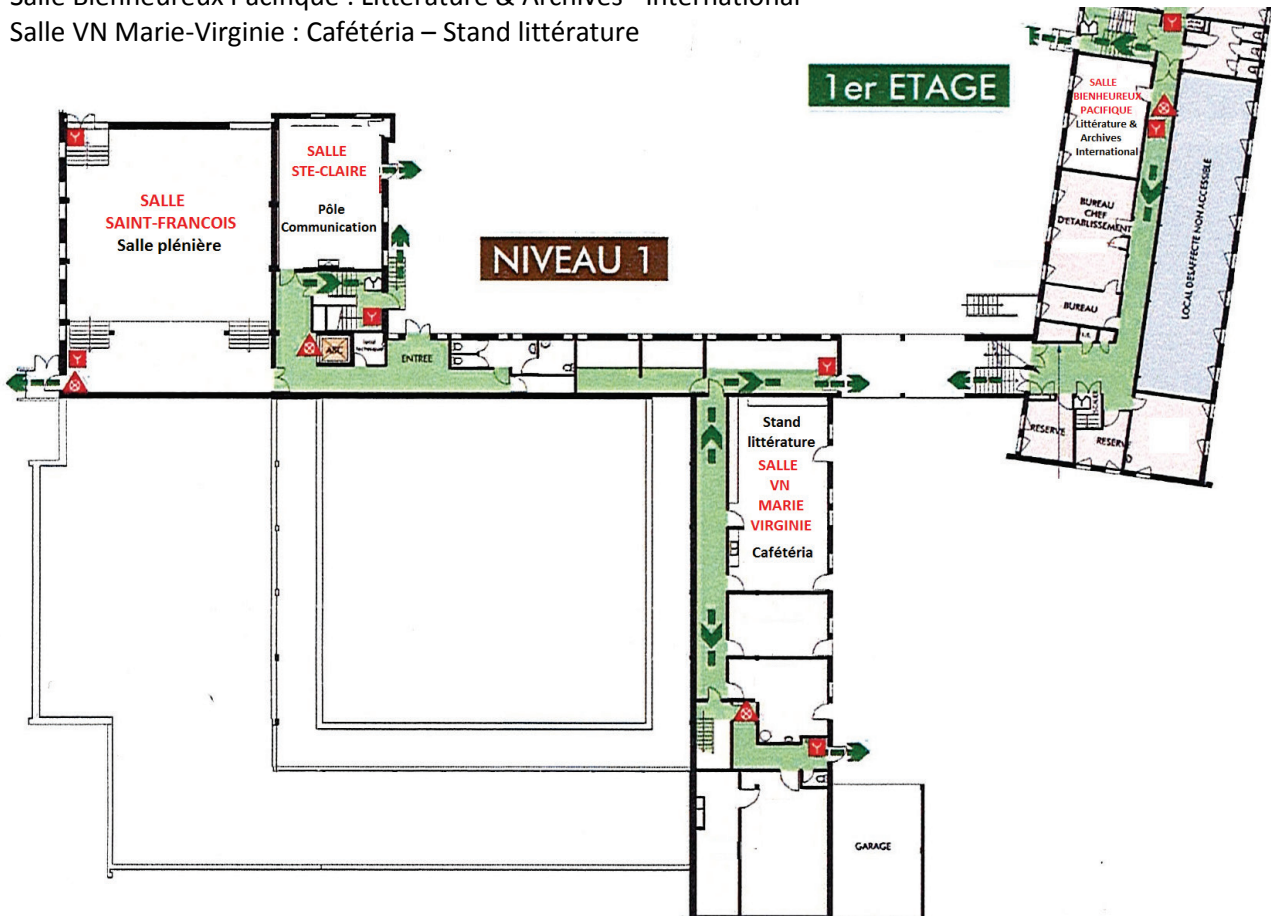 Salle Bienheureux Pacifique : Littérature & Archives - International
Salle VN Marie-Virginie : Cafétéria – Stand littérature
1er ETAGE
SALLE
BIENHEUREUX
PACIFIQUE
Littérature &
Archives
International
SALLE
STE-CLAIRE
Pôle
Communication
SALLE
SAINT-FRANCOIS
Salle plénière
NIVEAU 1
BUREAU
CHEF
D'ETABLISSEMENT
LOCAL DESAFFECTE NON ACCESSIBLE
BUREAU
ASC
ENTREE
RESERVE
RESERVE
Stand
littérature
SALLE
VN
MARIE
VIRGINIE
Cafétéria
GARAGE